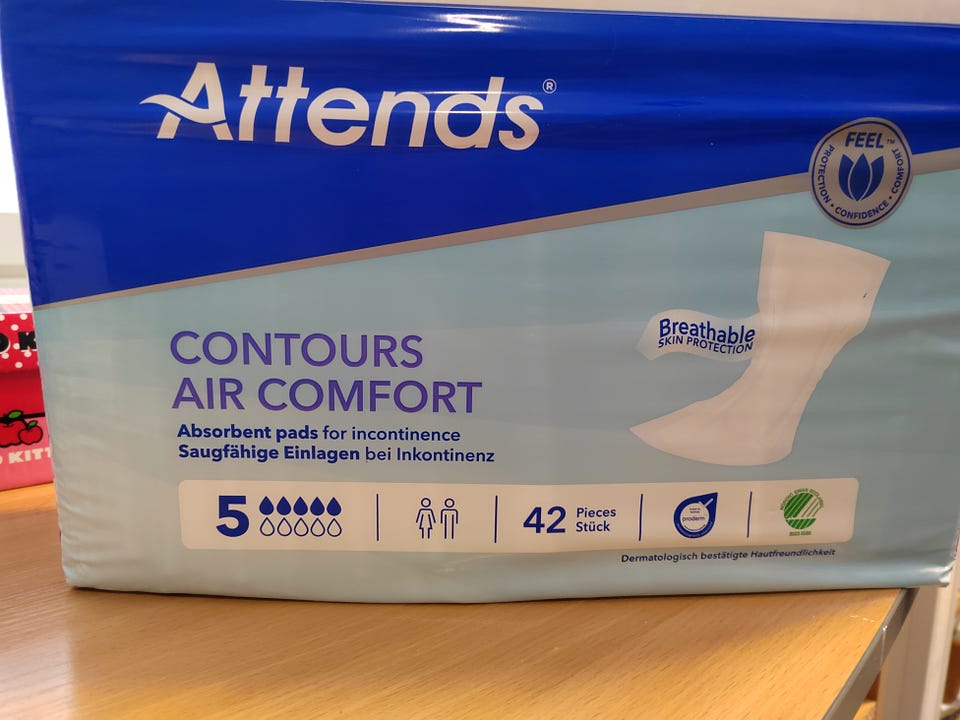 Attends®
FEEL™
PROTECTION • CONFIDENCE • COMFORT
Breathable
SKIN PROTECTION
CONTOURS
AIR COMFORT
Absorbent pads for incontinence
Saugfähige Einlagen bei Inkontinenz
5
42 Pieces
Stück
proderm
Dermatologisch bestätigte Hautfreundlichkeit
KITT